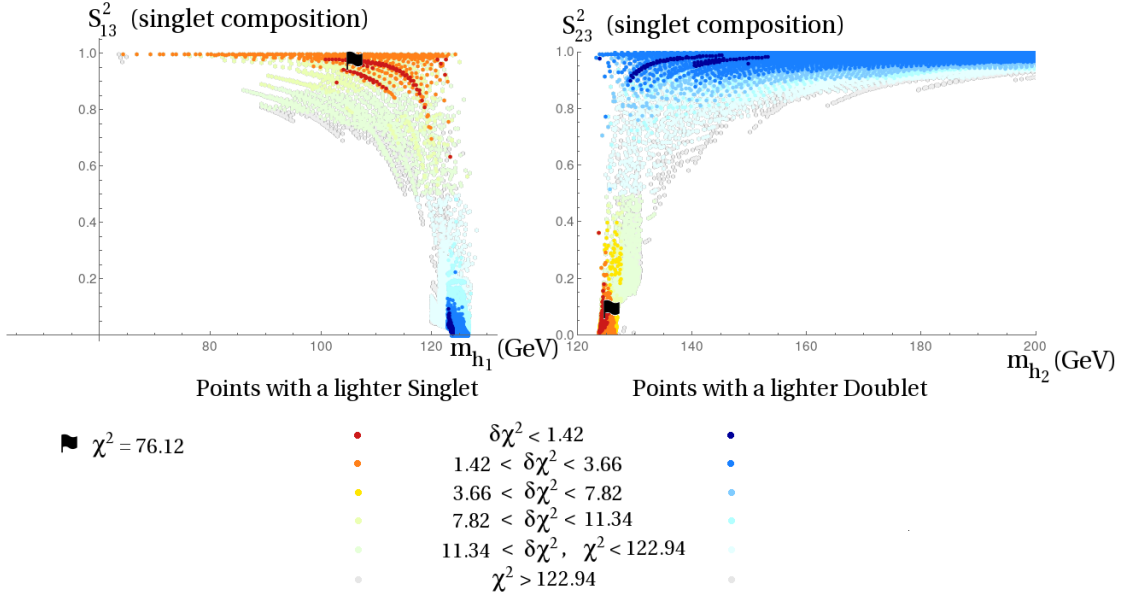 S₁₃² (singlet composition)
S₂₃² (singlet composition)
1.0
0.8
0.6
0.4
0.2
80
100
120
m_h₁ (GeV)
1.0
0.8
0.6
0.4
0.2
0.0
120
140
160
180
200
m_h₂ (GeV)
Points with a lighter Singlet
Points with a lighter Doublet
χ² = 76.12
δχ² < 1.42
1.42 < δχ² < 3.66
3.66 < δχ² < 7.82
7.82 < δχ² < 11.34
11.34 < δχ², χ² < 122.94
χ² > 122.94